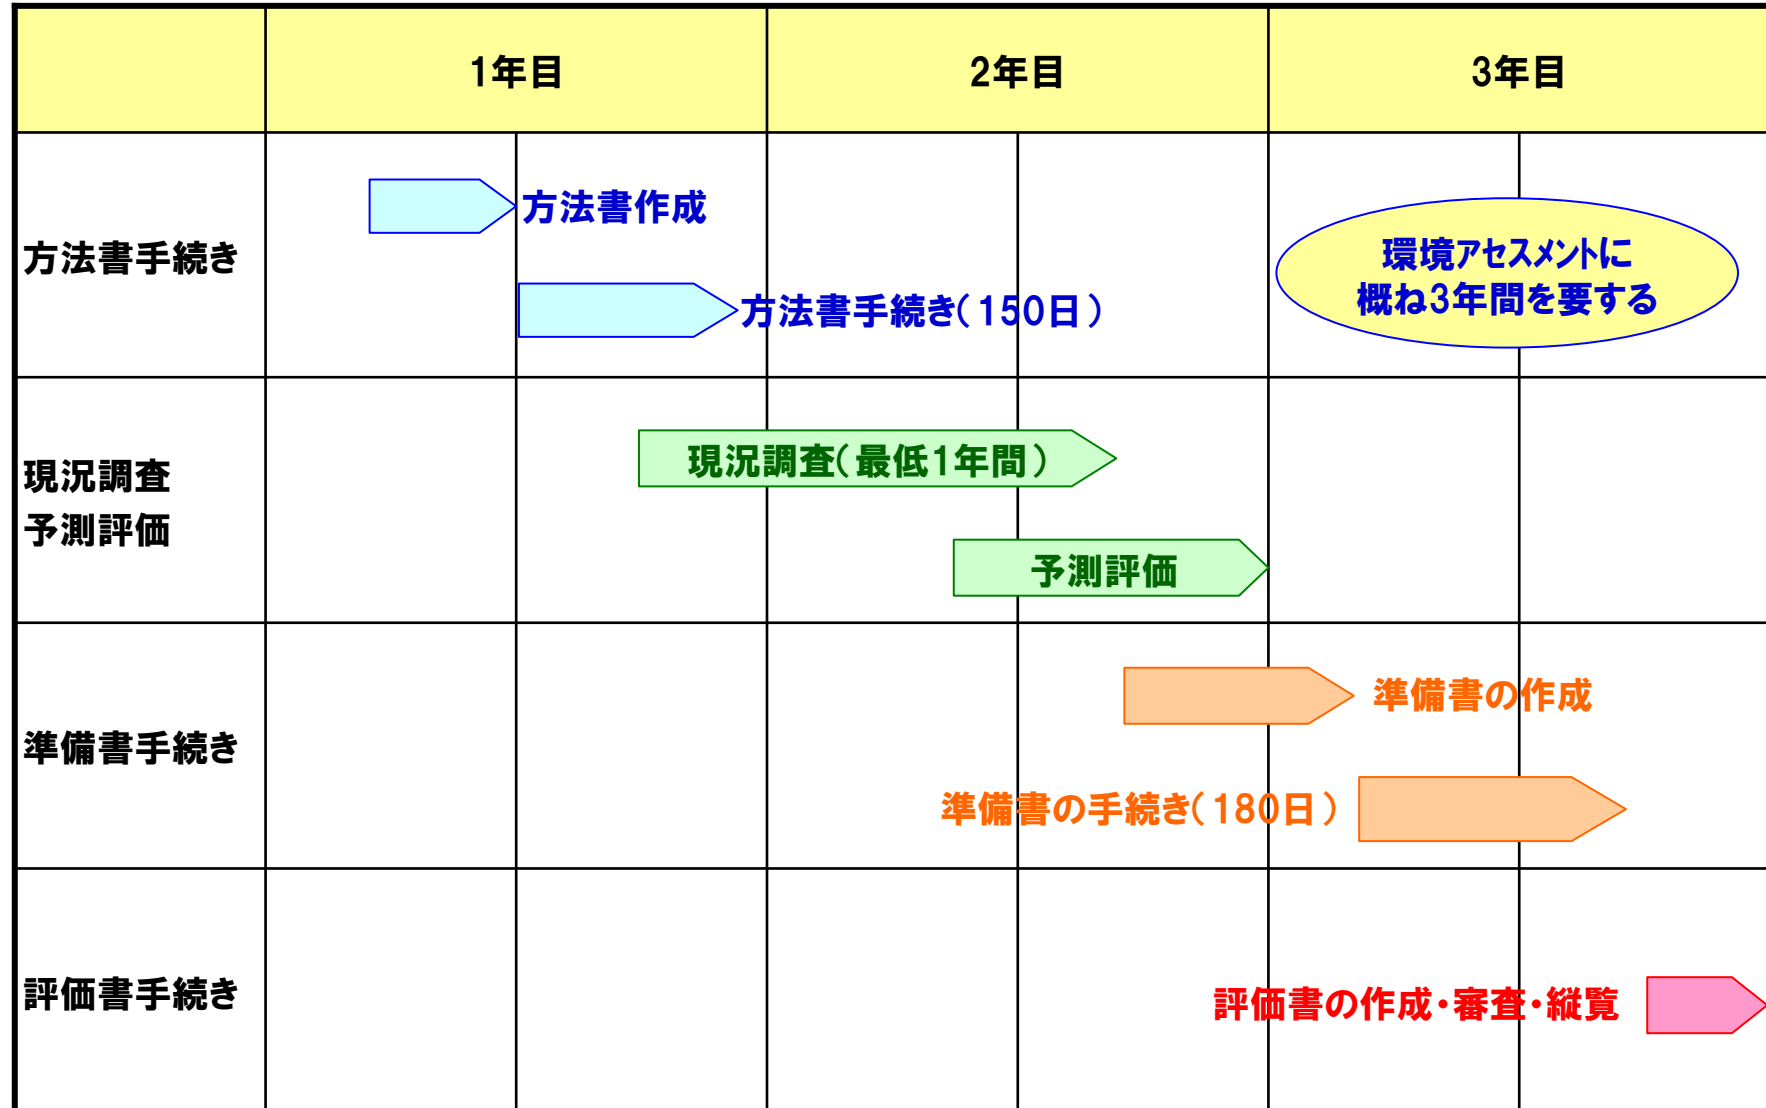 1年目
2年目
3年目
方法書手続き
方法書作成
方法書手続き(150日)
環境アセスメントに
概ね3年間を要する
現況調査
予測評価
現況調査(最低1年間)
予測評価
準備書手続き
準備書の作成
準備書の手続き(180日)
評価書手続き
評価書の作成・審査・縦覧